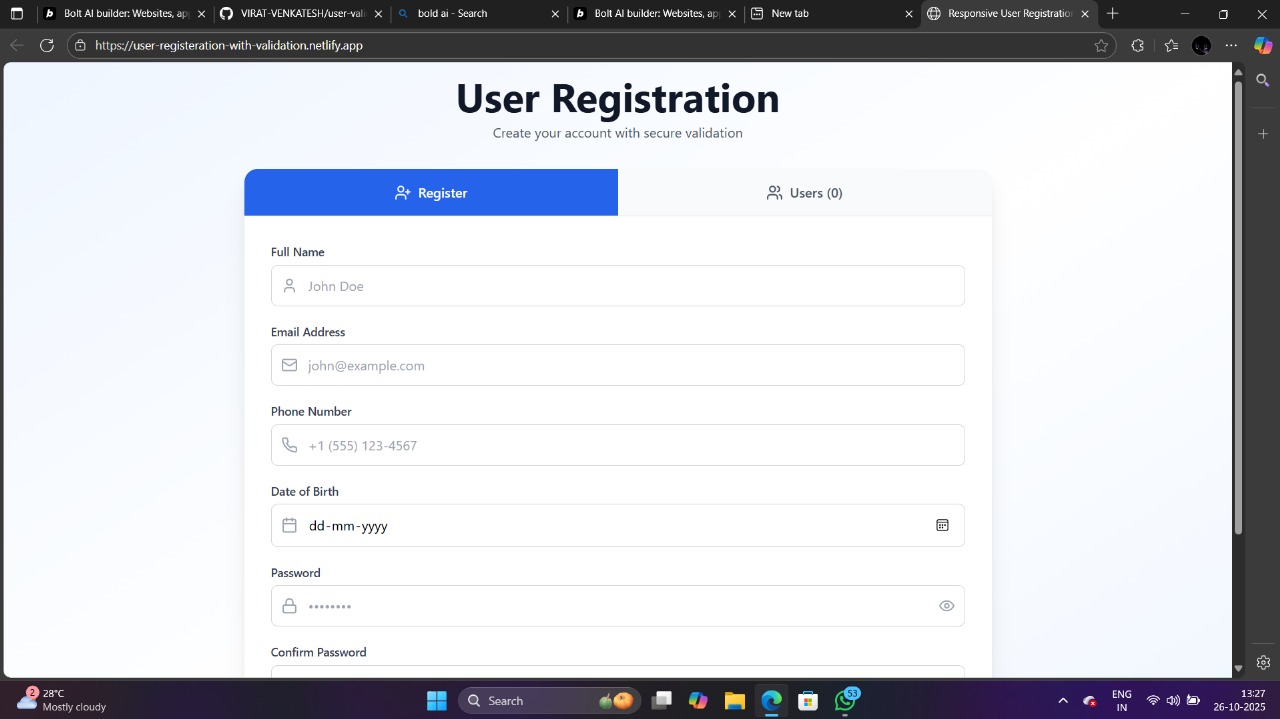 Bolt AI builder: Websites, app
VIRAT-VENKATESH/user-vali
bold ai - Search
Bolt AI builder: Websites, app
New tab
Responsive User Registration
https://user-registeration-with-validation.netlify.app
User Registration
Create your account with secure validation
Register
Users (0)
Full Name
John Doe
Email Address
john@example.com
Phone Number
+1 (555) 123-4567
Date of Birth
dd-mm-yyyy
Password
••••••••
Confirm Password
2
28°C
Mostly cloudy
Search
53
ENG
IN
13:27
26-10-2025